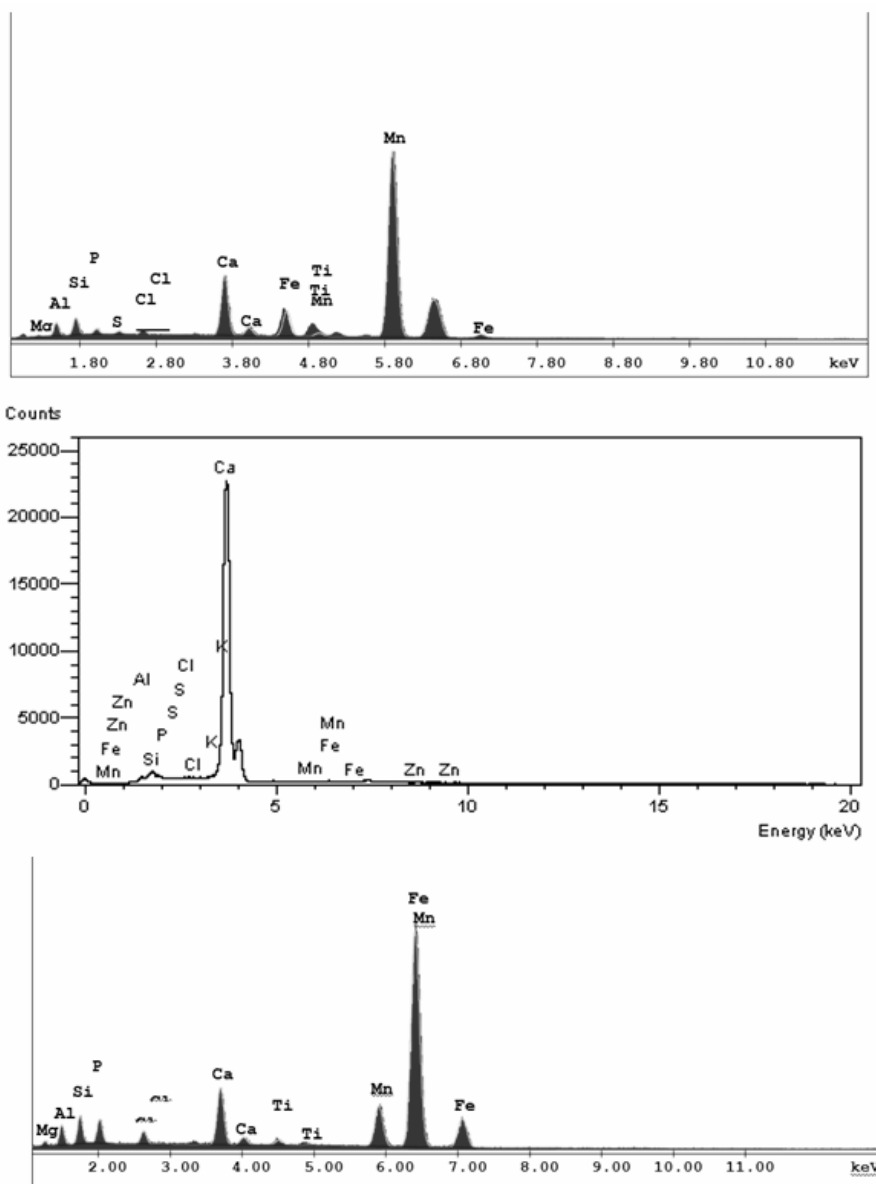 Mn
P
Si
Cl
Ca
Fe
Ti
Al
Cl
Ti
Mg
S
Ca
Mn
Fe
1.80 2.80 3.80 4.80 5.80 6.80 7.80 8.80 9.80 10.80 keV
Counts
25000
Ca
20000
15000
10000
K
Cl
Al
S
Zn
S
5000
Zn
P
Mn
Fe
Si
K
Fe
Mn
Cl
Mn
Fe
Zn
Zn
0
0 5 10 15 20
Energy (keV)
Fe
Mn
P
Si
Ca
Ti
Mn
Al
Fe
Mg
Ca
Ti
2.00 3.00 4.00 5.00 6.00 7.00 8.00 9.00 10.00 11.00 keV